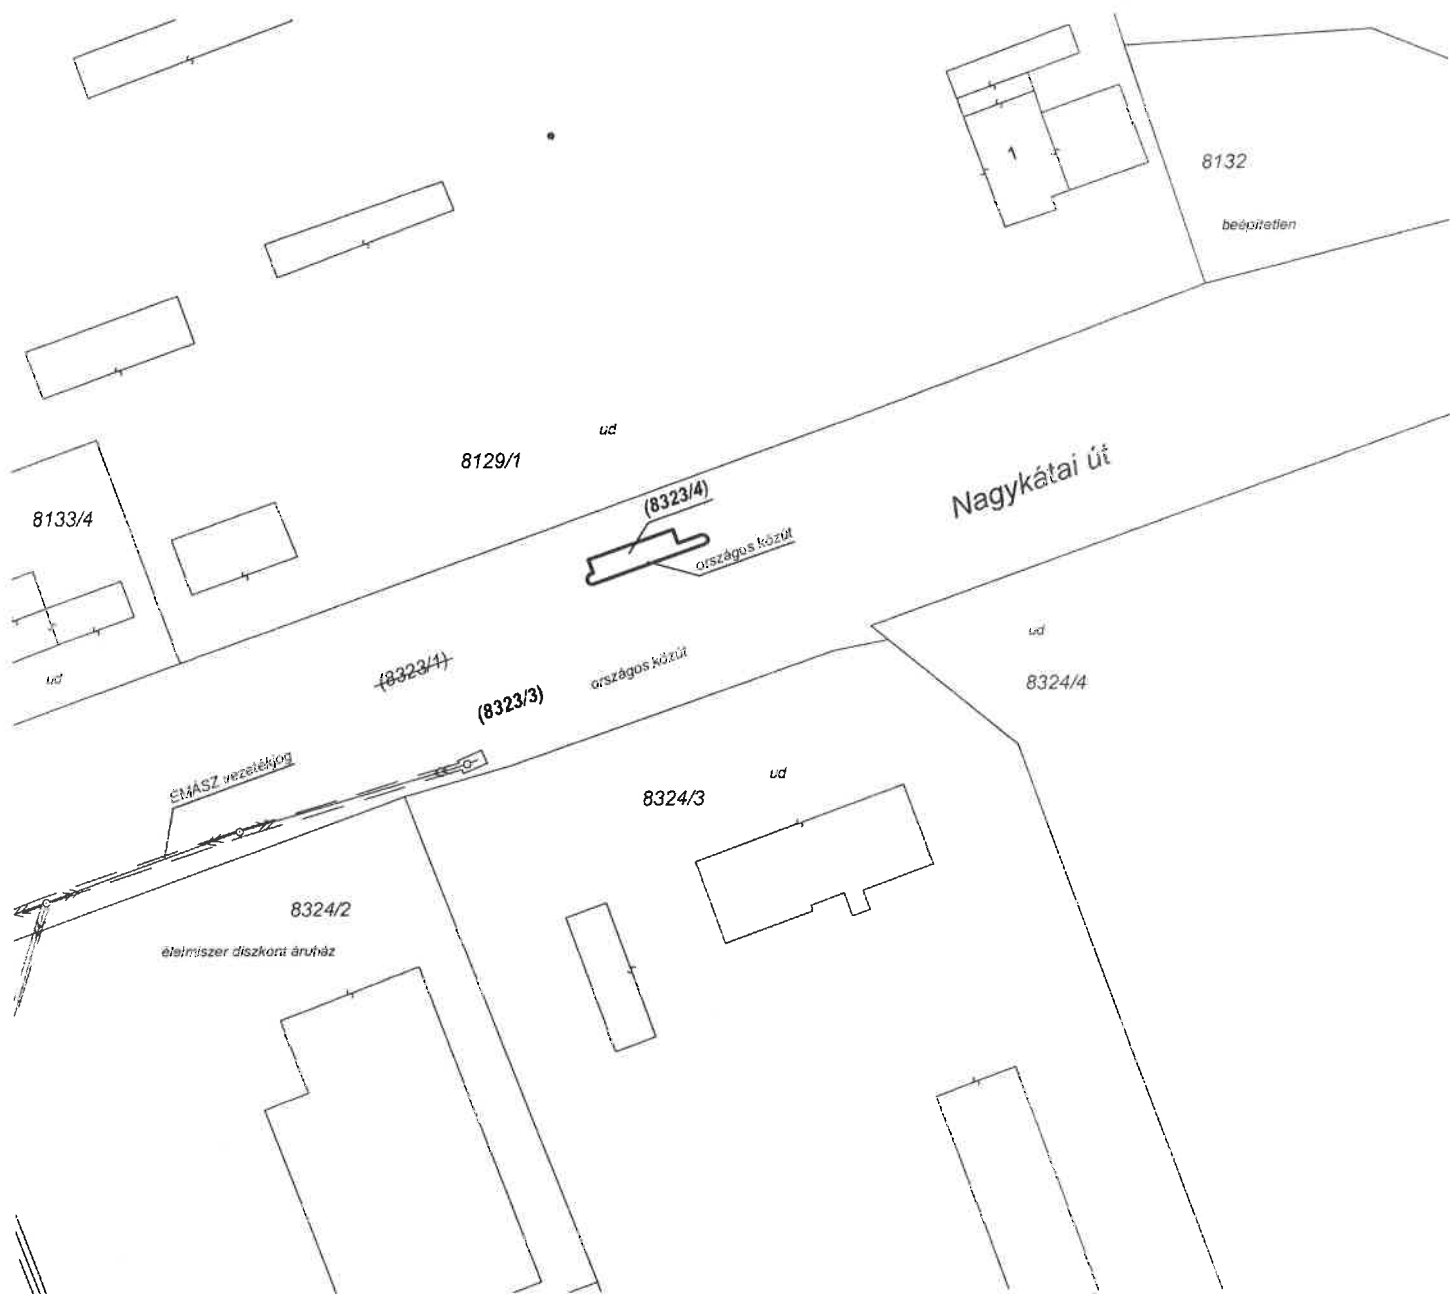 1
8132
beépítetlen
ud
8129/1
Nagykátai út
(8323/4)
országos közút
8133/4
ud
ud
8324/4
(8323/1)
országos közút
(8323/3)
ÉMÁSZ vezetékjog
ud
8324/3
8324/2
élelmiszer diszkont áruház